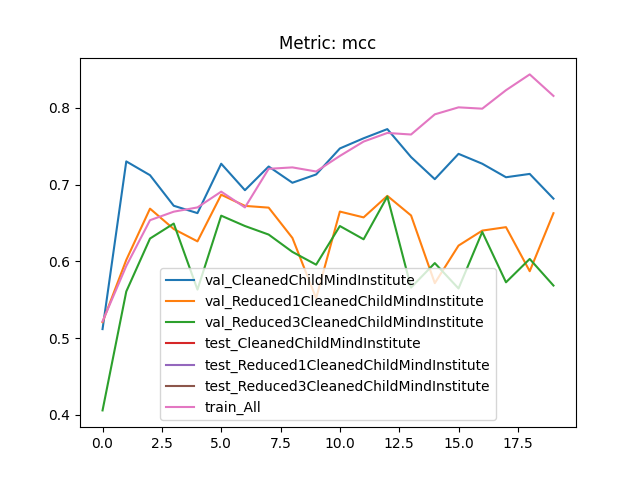 Metric: mcc
0.8
0.7
0.6
0.5
0.4
val_CleanedChildMindInstitute
val_Reduced1CleanedChildMindInstitute
val_Reduced3CleanedChildMindInstitute
test_CleanedChildMindInstitute
test_Reduced1CleanedChildMindInstitute
test_Reduced3CleanedChildMindInstitute
train_All
0.0 2.5 5.0 7.5 10.0 12.5 15.0 17.5